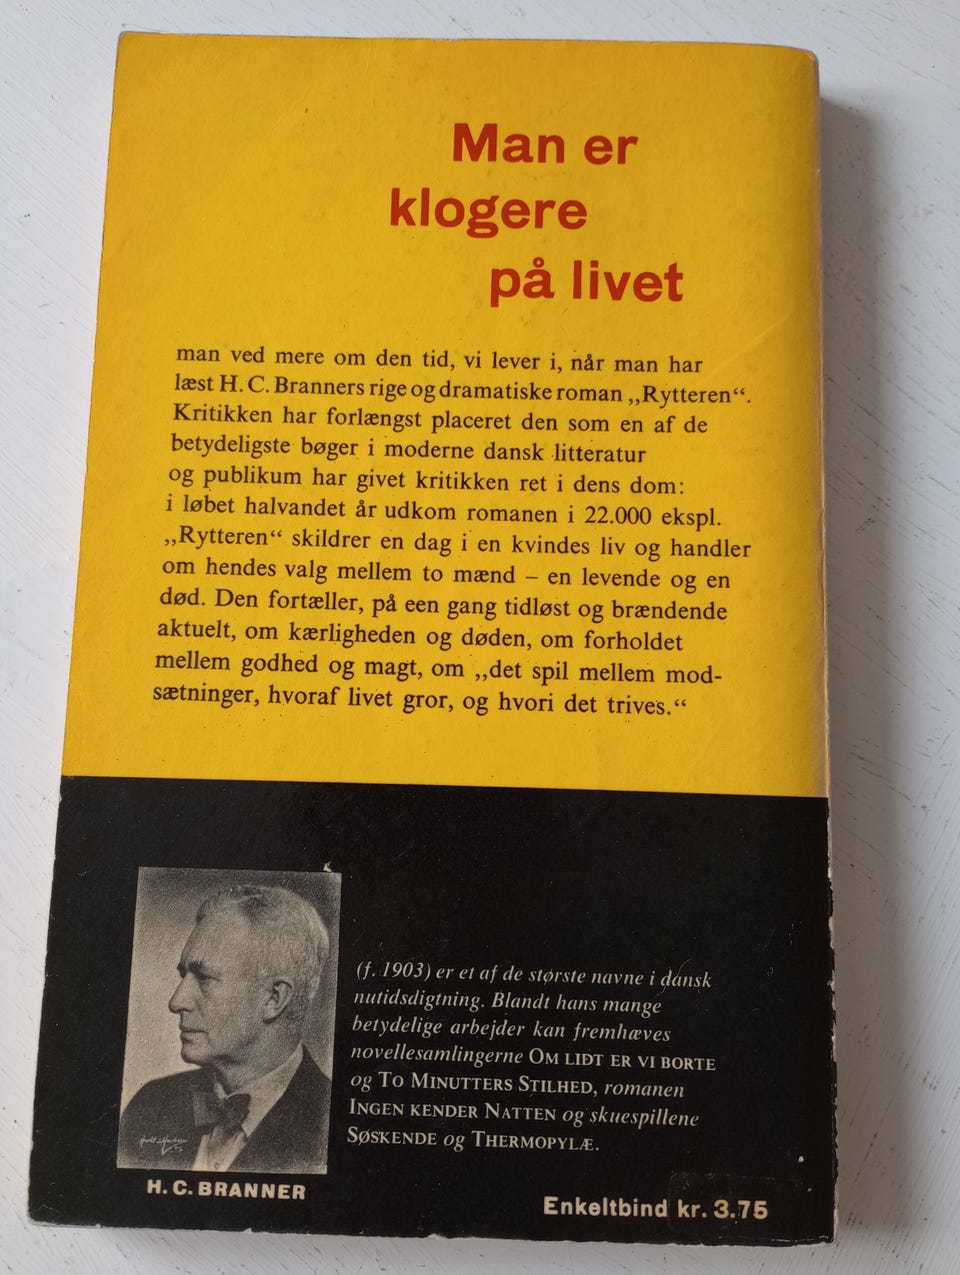 Man er
klogere
på livet
man ved mere om den tid, vi lever i, når man har
læst H. C. Branners rige og dramatiske roman „Rytteren“.
Kritikken har forlængst placeret den som en af de
betydeligste bøger i moderne dansk litteratur
og publikum har givet kritikken ret i dens dom:
i løbet halvandet år udkom romanen i 22.000 ekspl.
„Rytteren“ skildrer en dag i en kvindes liv og handler
om hendes valg mellem to mænd – en levende og en
død. Den fortæller, på een gang tidløst og brændende
aktuelt, om kærligheden og døden, om forholdet
mellem godhed og magt, om „det spil mellem mod-
sætninger, hvoraf livet gror, og hvori det trives.“
(f. 1903) er et af de største navne i dansk
nutidsdigtning. Blandt hans mange
betydelige arbejder kan fremhæves
novellesamlingerne OM LIDT ER VI BORTE
og TO MINUTTERS STILHED, romanen
INGEN KENDER NATTEN og skuespillene
SØSKENDE og THERMOPYLÆ.
H. C. BRANNER
Enkeltbind kr. 3.75